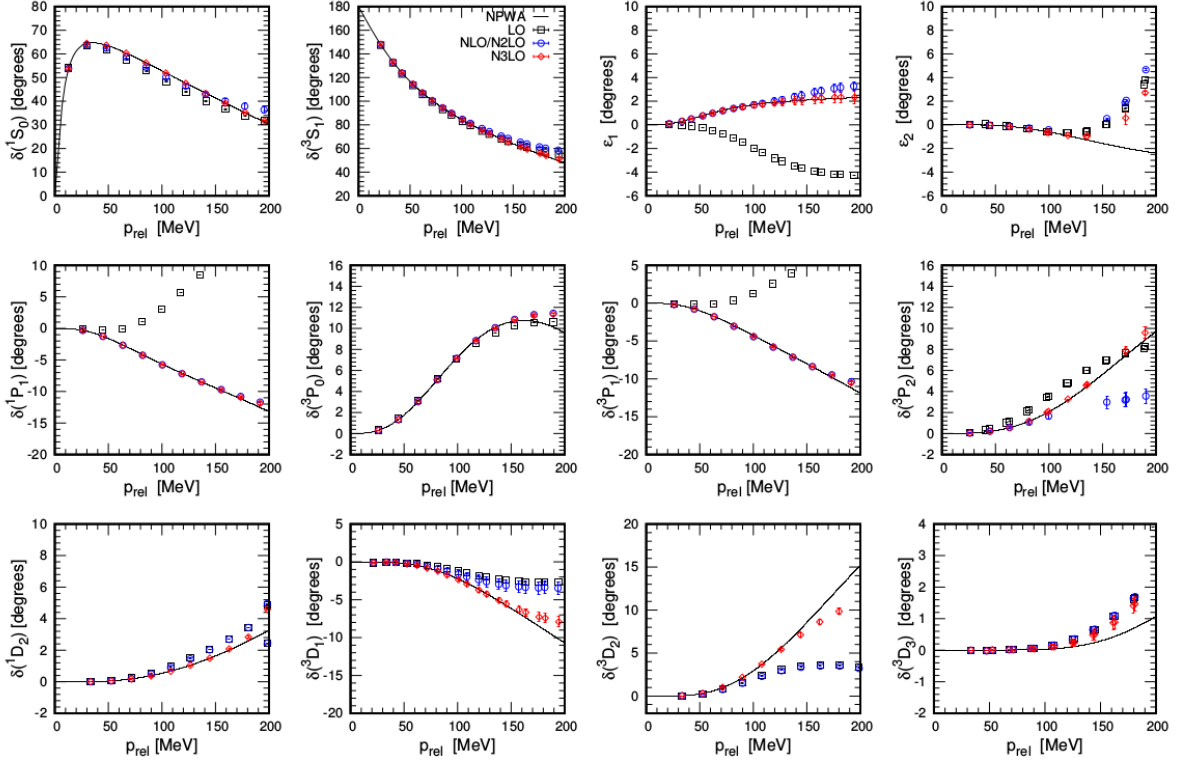 δ(¹S₀) [degrees]
80
70
60
50
40
30
20
10
0
0 50 100 150 200
p_rel [MeV]
δ(³S₁) [degrees]
180
160
140
120
100
80
60
40
20
NPWA
LO
NLO/N2LO
N3LO
0 50 100 150 200
p_rel [MeV]
ε₁ [degrees]
10
8
6
4
2
0
-2
-4
-6
0 50 100 150 200
p_rel [MeV]
ε₂ [degrees]
10
8
6
4
2
0
-2
-4
-6
0 50 100 150 200
p_rel [MeV]
δ(¹P₁) [degrees]
10
5
0
-5
-10
-15
-20
0 50 100 150 200
p_rel [MeV]
δ(³P₀) [degrees]
16
14
12
10
8
6
4
2
0
-2
0 50 100 150 200
p_rel [MeV]
δ(³P₁) [degrees]
5
0
-5
-10
-15
-20
0 50 100 150 200
p_rel [MeV]
δ(³P₂) [degrees]
16
14
12
10
8
6
4
2
0
-2
0 50 100 150 200
p_rel [MeV]
δ(¹D₂) [degrees]
10
8
6
4
2
0
-2
0 50 100 150 200
p_rel [MeV]
δ(³D₁) [degrees]
5
0
-5
-10
-15
-20
0 50 100 150 200
p_rel [MeV]
δ(³D₂) [degrees]
20
15
10
5
0
-2
0 50 100 150 200
p_rel [MeV]
δ(³D₃) [degrees]
4
3
2
1
0
-1
-2
0 50 100 150 200
p_rel [MeV]